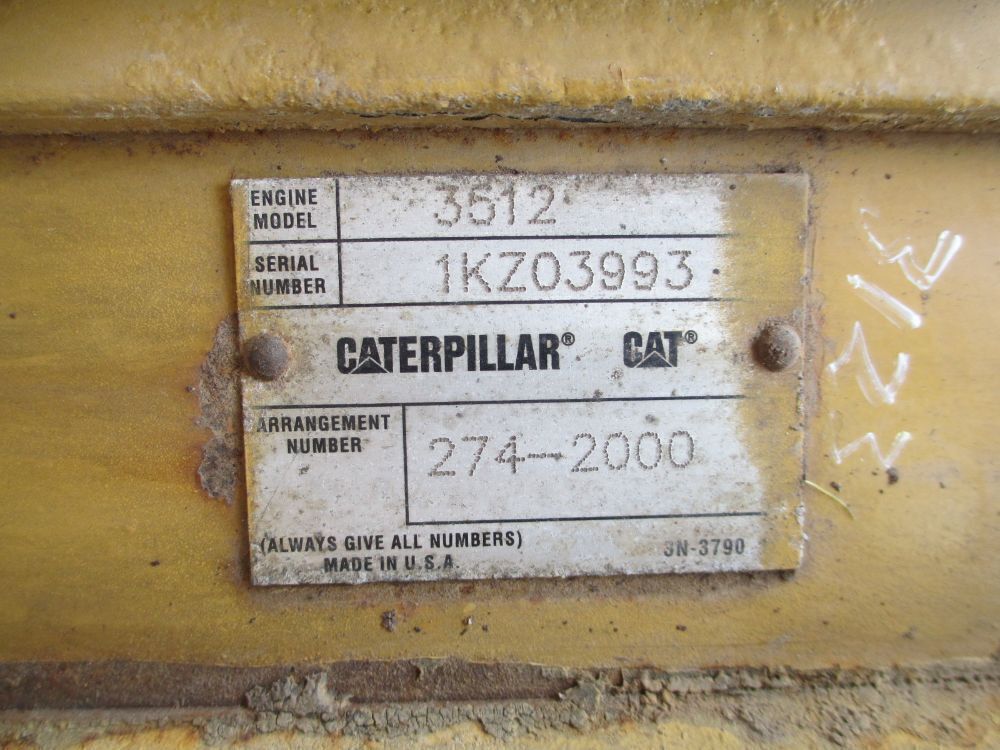 ENGINE
MODEL
3512
SERIAL
NUMBER
1KZ03993
CATERPILLAR® CAT®
ARRANGEMENT
NUMBER
274-2000
(ALWAYS GIVE ALL NUMBERS)
MADE IN U.S.A.
3N-3790